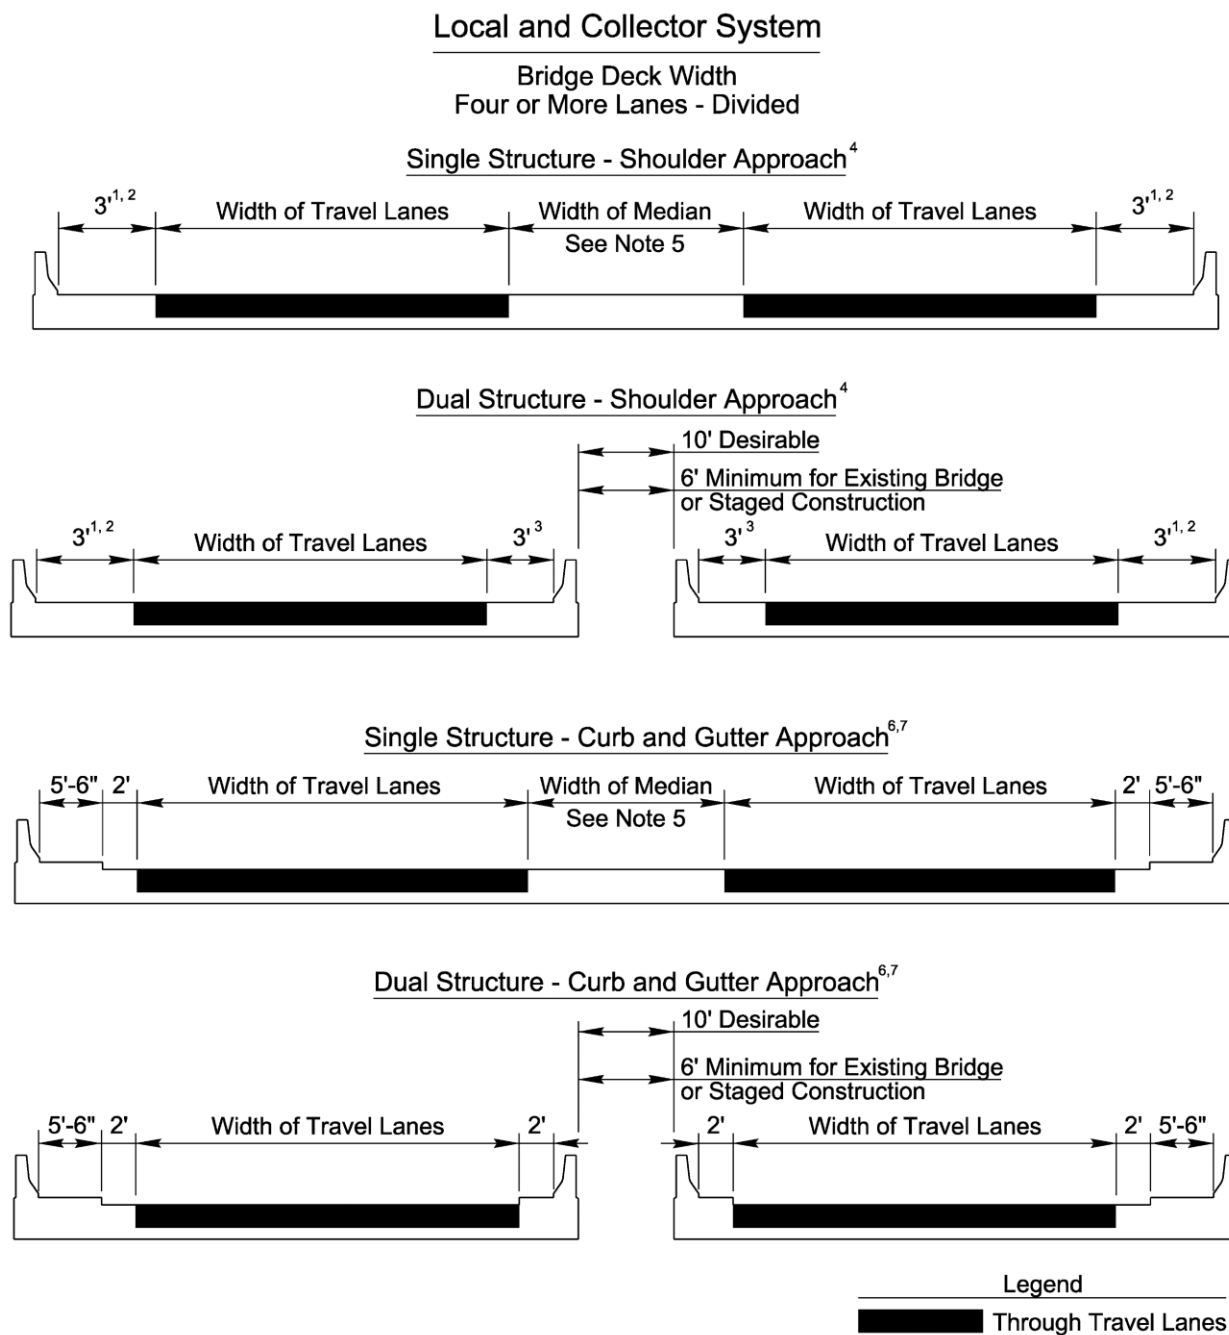 Local and Collector System
Bridge Deck Width
Four or More Lanes - Divided
Single Structure - Shoulder Approach4
3'1, 2 Width of Travel Lanes Width of Median Width of Travel Lanes 3'1, 2
See Note 5
Dual Structure - Shoulder Approach4
10' Desirable
6' Minimum for Existing Bridge
or Staged Construction
3'1, 2 Width of Travel Lanes 3'3 3'3 Width of Travel Lanes 3'1, 2
Single Structure - Curb and Gutter Approach6,7
5'-6" 2' Width of Travel Lanes Width of Median Width of Travel Lanes 2' 5'-6"
See Note 5
Dual Structure - Curb and Gutter Approach6,7
10' Desirable
6' Minimum for Existing Bridge
or Staged Construction
5'-6" 2' Width of Travel Lanes 2' 2' Width of Travel Lanes 2' 5'-6"
Legend
Through Travel Lanes